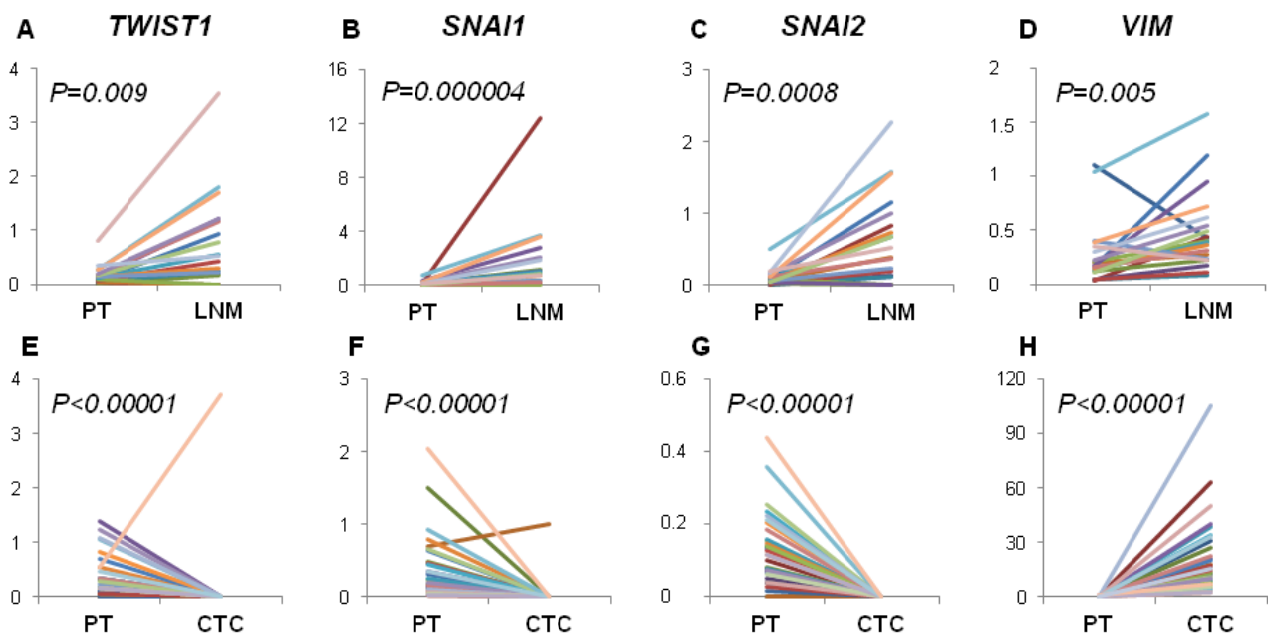 A TWIST1 B SNAI1 C SNAI2 D VIM
4 3 2 1 0 P=0.009 PT LNM
16 12 8 4 0 P=0.000004 PT LNM
3 2 1 0 P=0.0008 PT LNM
2 1.5 1 0.5 0 P=0.005 PT LNM
E 4 3 2 1 0 P<0.00001 PT CTC
F 3 2 1 0 P<0.00001 PT CTC
G 0.6 0.4 0.2 0 P<0.00001 PT CTC
H 120 90 60 30 0 P<0.00001 PT CTC